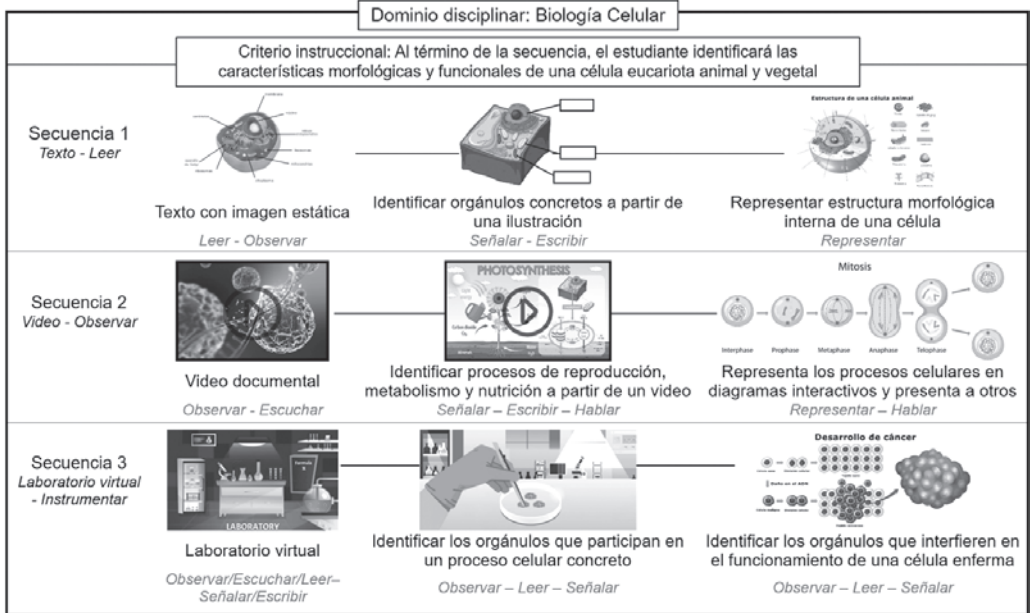 Dominio disciplinar: Biología Celular
Criterio instruccional: Al término de la secuencia, el estudiante identificará las
características morfológicas y funcionales de una célula eucariota animal y vegetal
Secuencia 1
Texto - Leer
Texto con imagen estática
Leer - Observar
Identificar orgánulos concretos a partir de
una ilustración
Señalar - Escribir
Estructura de una célula animal
Representar estructura morfológica
interna de una célula
Representar
Secuencia 2
Video - Observar
Video documental
Observar - Escuchar
PHOTOSYNTHESIS
Identificar procesos de reproducción,
metabolismo y nutrición a partir de un video
Señalar – Escribir – Hablar
Mitosis
Interphase
Prophase
Metaphase
Anaphase
Telophase
Representa los procesos celulares en
diagramas interactivos y presenta a otros
Representar – Hablar
Secuencia 3
Laboratorio virtual
- Instrumentar
LABORATORY
Laboratorio virtual
Observar/Escuchar/Leer–
Señalar/Escribir
Identificar los orgánulos que participan en
un proceso celular concreto
Observar – Leer – Señalar
Desarrollo de cáncer
Identificar los orgánulos que interfieren en
el funcionamiento de una célula enferma
Observar – Leer – Señalar